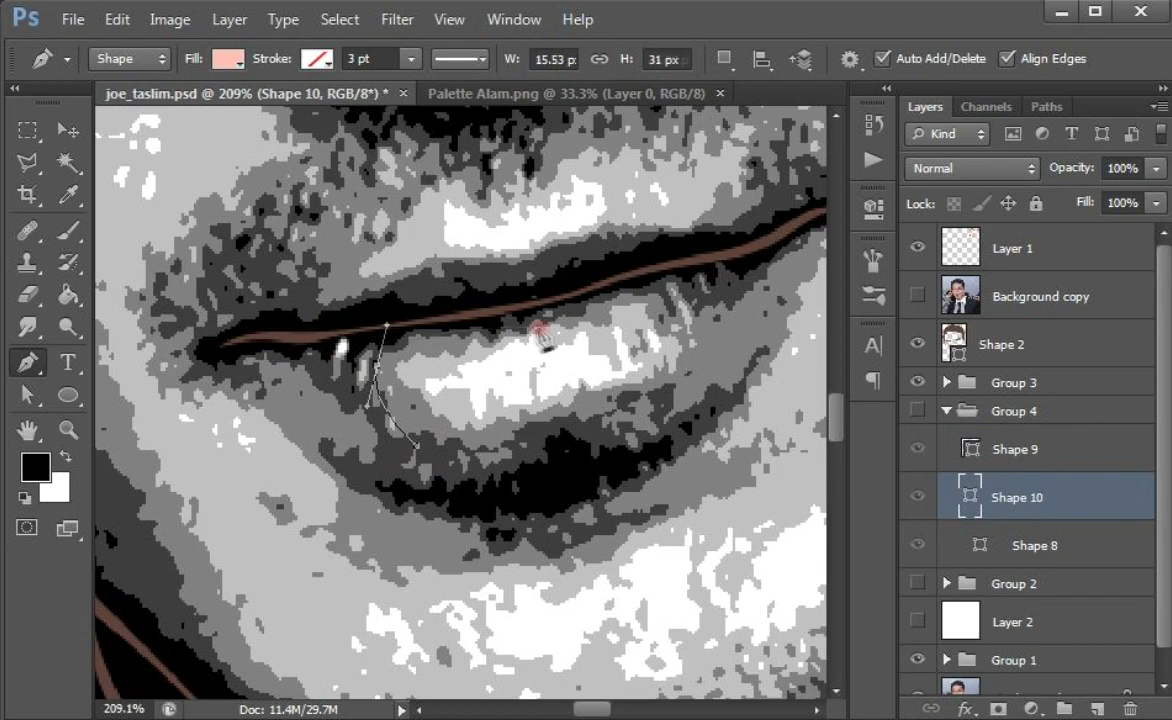 Ps File Edit Image Layer Type Select Filter View Window Help
Shape Fill: Stroke: 3 pt W: 15.53 p: H: 31 px Auto Add/Delete Align Edges
joe_taslim.psd @ 209% (Shape 10, RGB/8*) * × Palette Alam.png @ 33.3% (Layer 0, RGB/8) ×
Layers Channels Paths
Kind T
Normal Opacity: 100%
Lock: Fill: 100%
Layer 1
Background copy
Shape 2
Group 3
Group 4
Shape 9
Shape 10
Shape 8
Group 2
Layer 2
Group 1
T
A
209.1% Doc: 11.4M/29.7M
fx